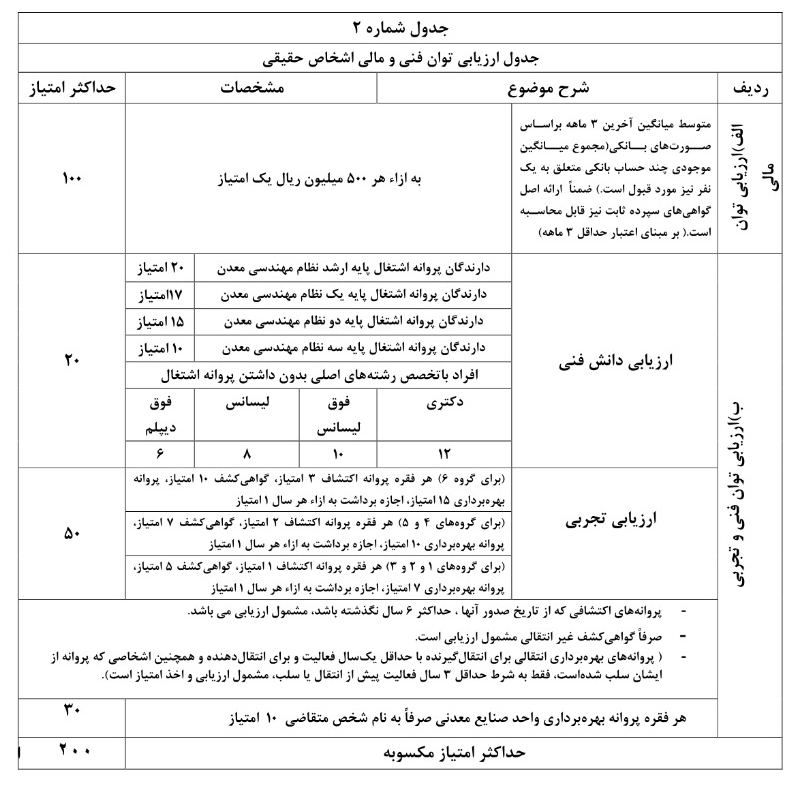 جدول شماره ۲
جدول ارزیابی توان فنی و مالی اشخاص حقیقی
ردیف
شرح موضوع
مشخصات
حداکثر امتیاز
الف)ارزیابی توان
مالی
متوسط میانگین آخرین ۳ ماهه براساس
صورت‌های بانکی(مجموع میانگین
موجودی چند حساب بانکی متعلق به یک
نفر نیز مورد قبول است.) ضمناً ارائه اصل
گواهی‌های سپرده ثابت نیز قابل محاسبه
است.( بر مبنای اعتبار حداقل ۳ ماهه)
به ازاء هر ۵۰۰ میلیون ریال یک امتیاز
۱۰۰
ب)ارزیابی توان فنی و تجربی
ارزیابی دانش فنی
دارندگان پروانه اشتغال پایه ارشد نظام مهندسی معدن
۲۰ امتیاز
دارندگان پروانه اشتغال پایه یک نظام مهندسی معدن
۱۷امتیاز
دارندگان پروانه اشتغال پایه دو نظام مهندسی معدن
۱۵ امتیاز
دارندگان پروانه اشتغال پایه سه نظام مهندسی معدن
۱۰ امتیاز
افراد باتخصص رشته‌های اصلی بدون داشتن پروانه اشتغال
دکتری
فوق
لیسانس
لیسانس
فوق
دیپلم
۱۲
۱۰
۸
۶
۲۰
ارزیابی تجربی
(برای گروه ۶) هر فقره پروانه اکتشاف ۳ امتیاز، گواهی‌کشف ۱۰ امتیاز، پروانه
بهره‌برداری ۱۵ امتیاز، اجازه برداشت به ازاء هر سال ۱ امتیاز
(برای گروه‌های ۴ و ۵) هر فقره پروانه اکتشاف ۲ امتیاز، گواهی‌کشف ۷ امتیاز،
پروانه بهره‌برداری ۱۰ امتیاز، اجازه برداشت به ازاء هر سال ۱ امتیاز
(برای گروه‌های ۱ و ۲ و ۳) هر فقره پروانه اکتشاف ۱ امتیاز، گواهی‌کشف ۵ امتیاز،
پروانه بهره‌برداری ۷ امتیاز، اجازه برداشت به ازاء هر سال ۱ امتیاز
۵۰
- پروانه‌های اکتشافی که از تاریخ صدور آنها ، حداکثر ۶ سال نگذشته باشد، مشمول ارزیابی می باشد.
- صرفاً گواهی‌کشف غیر انتقالی مشمول ارزیابی است.
- ( پروانه‌های بهره‌برداری انتقالی برای انتقال‌گیرنده با حداقل یک‌سال فعالیت و برای انتقال‌دهنده و همچنین اشخاصی که پروانه از
ایشان سلب شده‌است، فقط به شرط حداقل ۳ سال فعالیت پیش از انتقال یا سلب، مشمول ارزیابی و اخذ امتیاز است).
هر فقره پروانه بهره‌برداری واحد صنایع معدنی صرفاً به نام شخص متقاضی ۱۰ امتیاز
۳۰
حداکثر امتیاز مکسوبه
۲۰۰